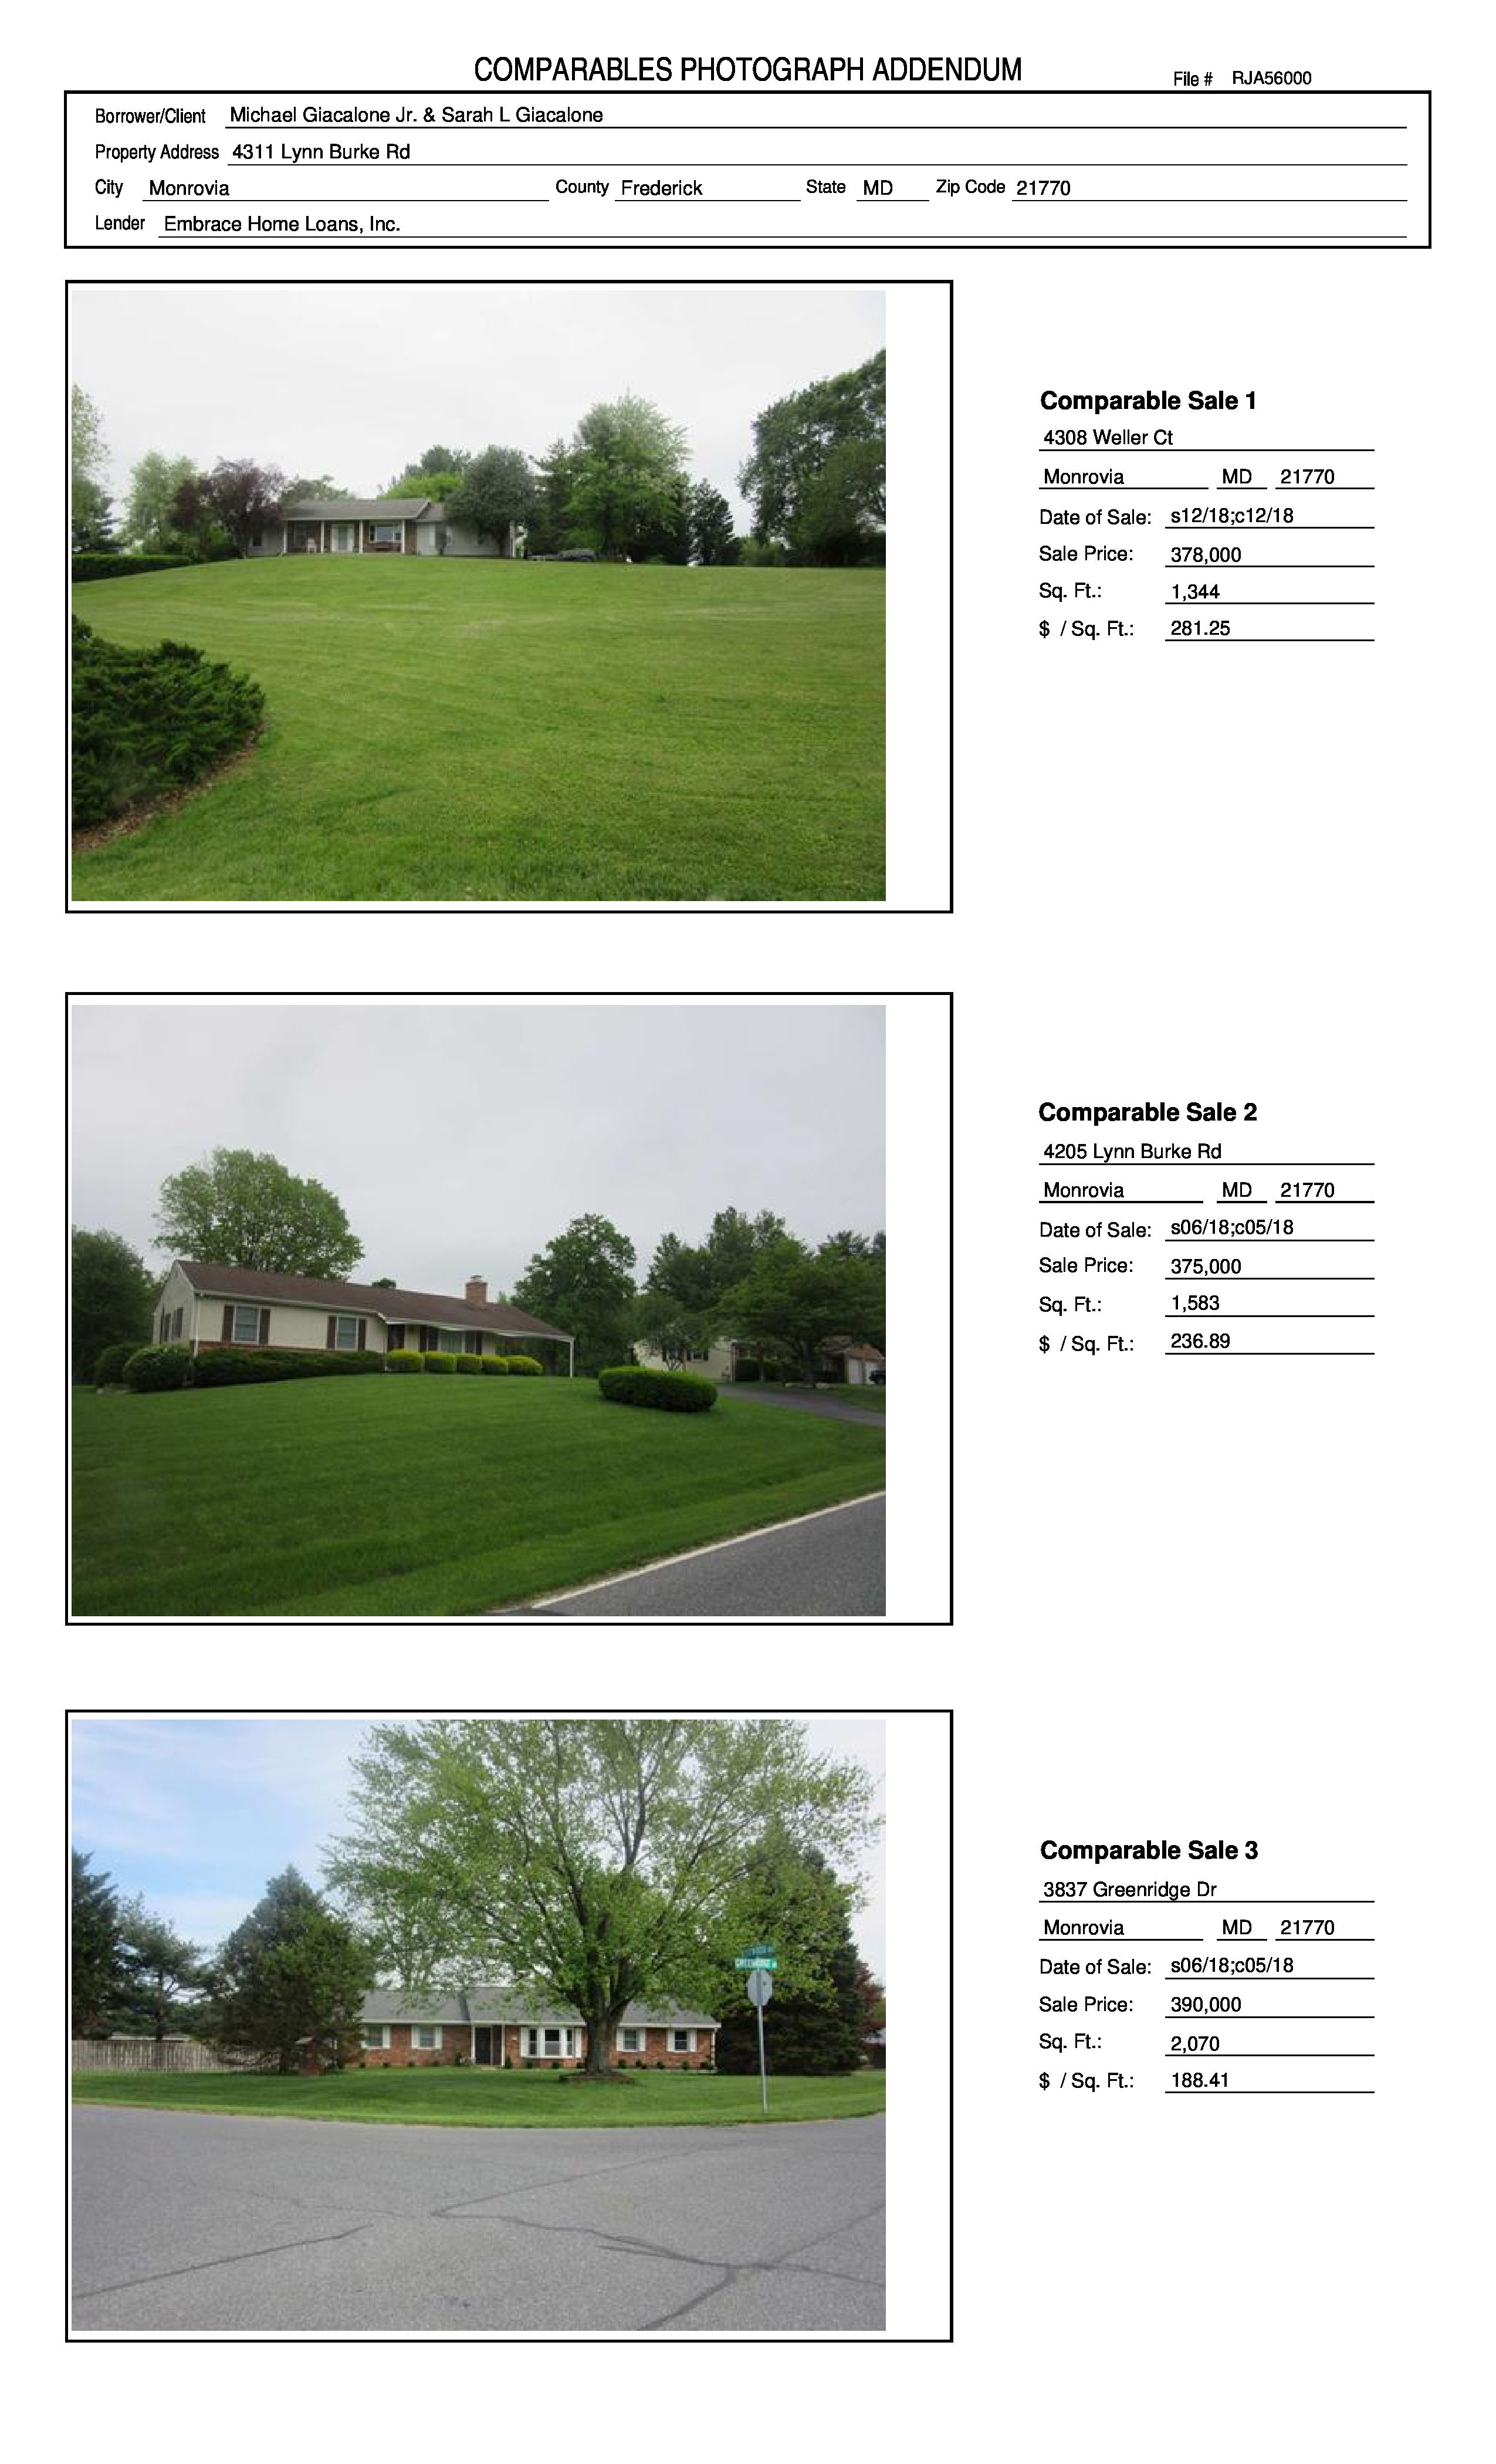 COMPARABLES PHOTOGRAPH ADDENDUM
File # RJA56000
Borrower/Client Michael Giacalone Jr. & Sarah L Giacalone
Property Address 4311 Lynn Burke Rd
City Monrovia County Frederick State MD Zip Code 21770
Lender Embrace Home Loans, Inc.
Comparable Sale 1
4308 Weller Ct
Monrovia MD 21770
Date of Sale: s12/18;c12/18
Sale Price: 378,000
Sq. Ft.: 1,344
$ / Sq. Ft.: 281.25
Comparable Sale 2
4205 Lynn Burke Rd
Monrovia MD 21770
Date of Sale: s06/18;c05/18
Sale Price: 375,000
Sq. Ft.: 1,583
$ / Sq. Ft.: 236.89
GREENRIDGE
Comparable Sale 3
3837 Greenridge Dr
Monrovia MD 21770
Date of Sale: s06/18;c05/18
Sale Price: 390,000
Sq. Ft.: 2,070
$ / Sq. Ft.: 188.41